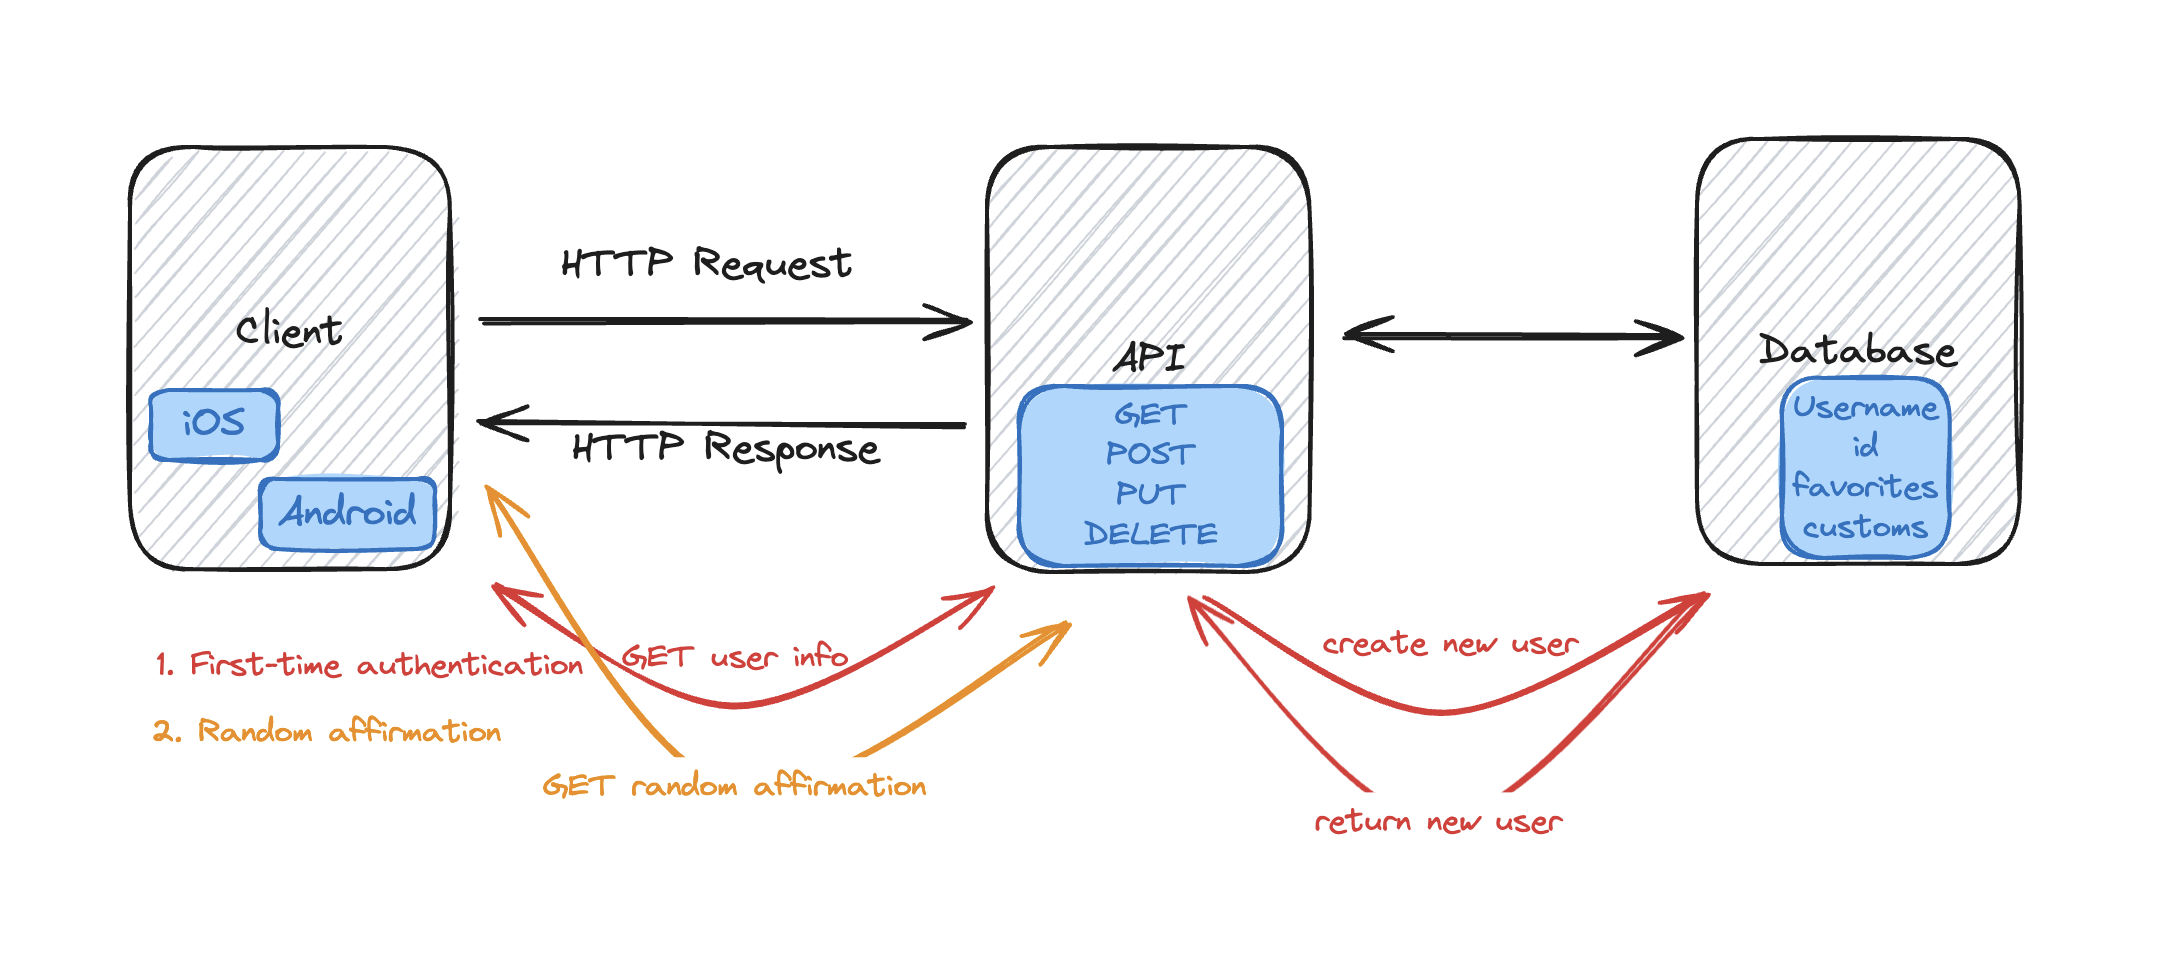 Client
iOS
Android
HTTP Request
HTTP Response
API
GET
POST
PUT
DELETE
Database
Username
id
favorites
customs
1. First-time authentication
2. Random affirmation
GET user info
GET random affirmation
create new user
return new user